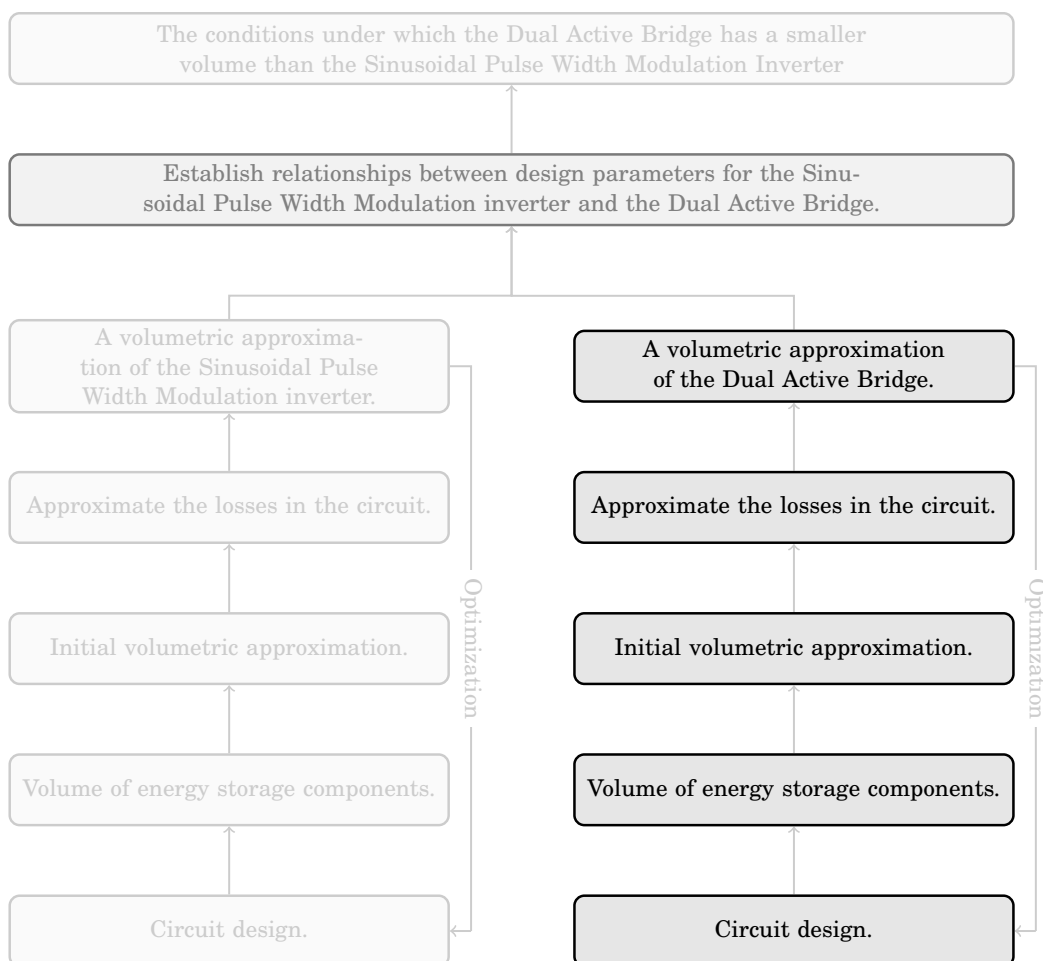 The conditions under which the Dual Active Bridge has a smaller
volume than the Sinusoidal Pulse Width Modulation Inverter
Establish relationships between design parameters for the Sinu-
soidal Pulse Width Modulation inverter and the Dual Active Bridge.
A volumetric approxima-
tion of the Sinusoidal Pulse
Width Modulation inverter.
Approximate the losses in the circuit.
Initial volumetric approximation.
Volume of energy storage components.
Circuit design.
Optimization
A volumetric approximation
of the Dual Active Bridge.
Approximate the losses in the circuit.
Initial volumetric approximation.
Volume of energy storage components.
Circuit design.
Optimization